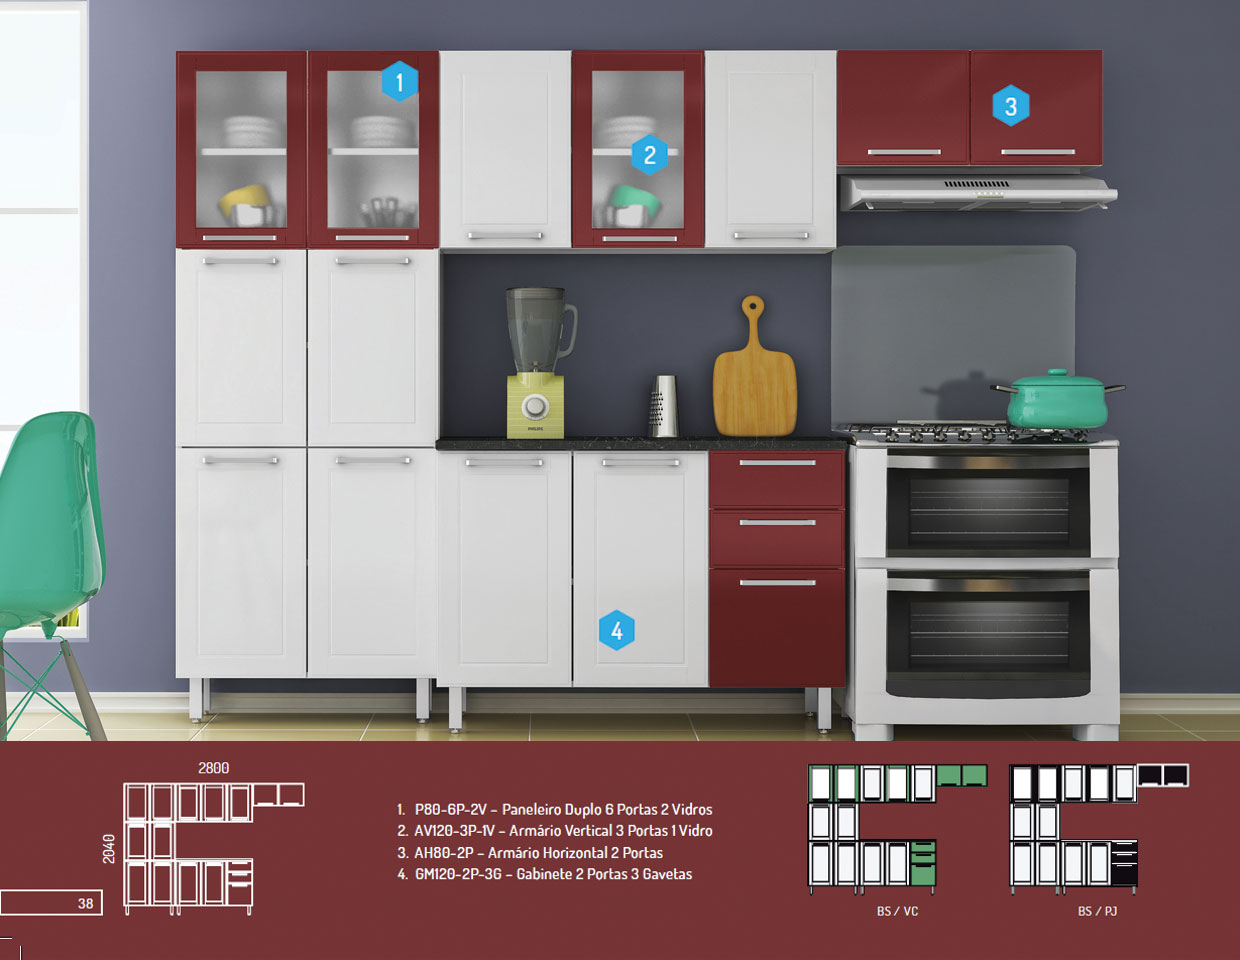 1
2
3
PHILIPS
4
2800
2040
1. P80-6P-2V – Paneleiro Duplo 6 Portas 2 Vidros
2. AV120-3P-1V – Armário Vertical 3 Portas 1 Vidro
3. AH80-2P – Armário Horizontal 2 Portas
4. GM120-2P-3G – Gabinete 2 Portas 3 Gavetas
38
BS / VC
BS / PJ